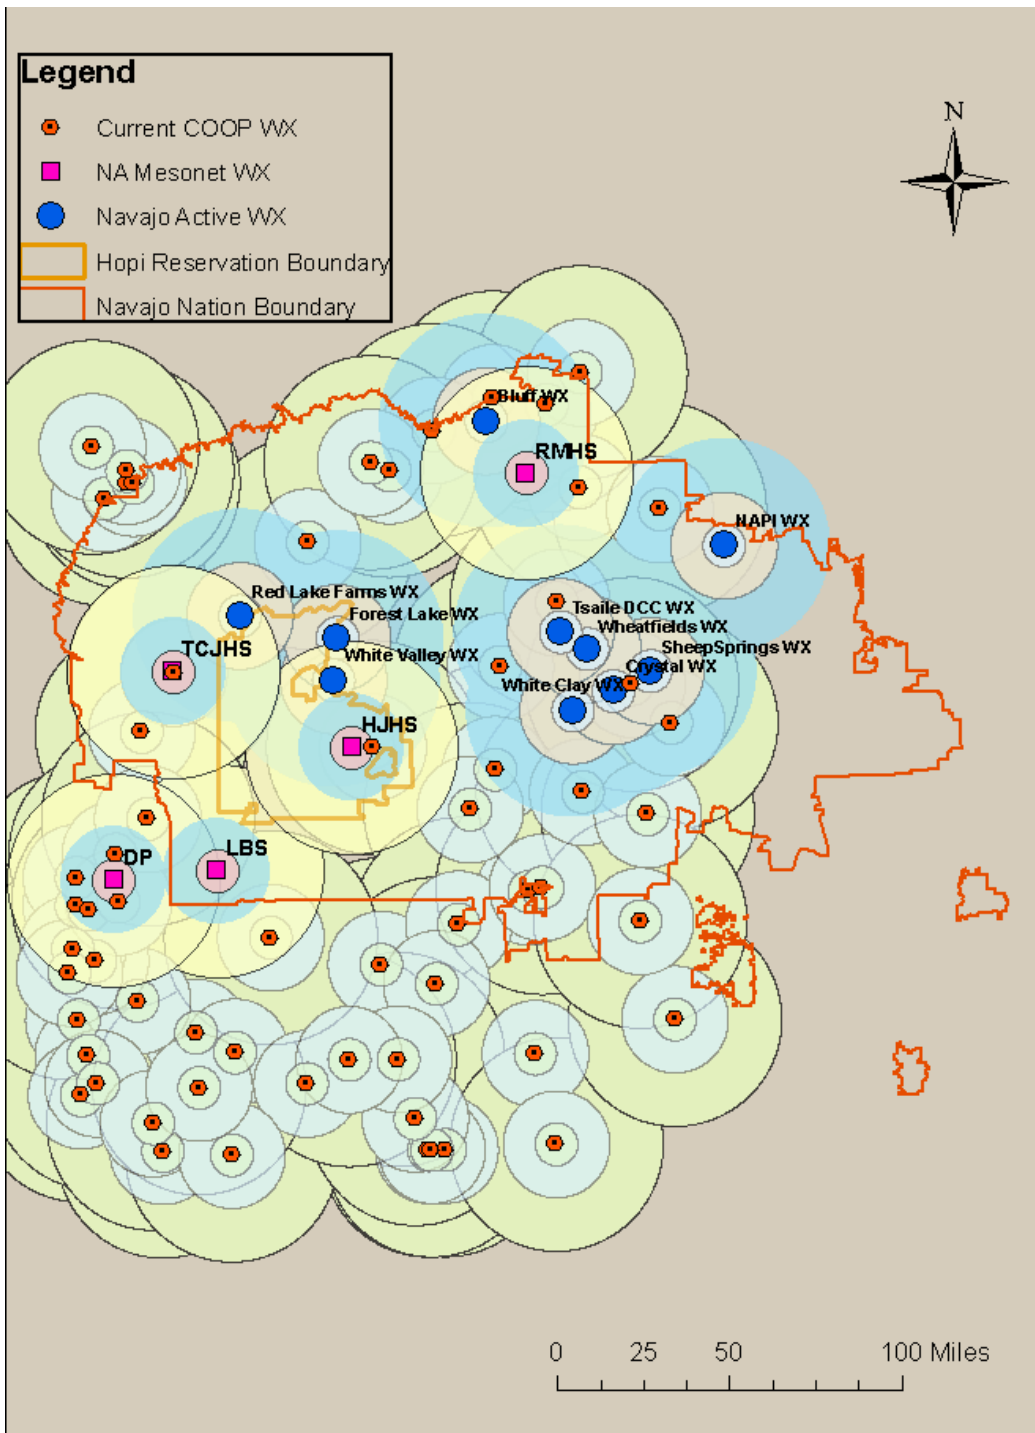 Legend
Current COOP WX
NA Mesonet WX
Navajo Active WX
Hopi Reservation Boundary
Navajo Nation Boundary
N
Bluff WX
RMHS
NAPI WX
Red Lake Farms WX
Forest Lake WX
Tsaile DCC WX
Wheatfields WX
SheepSprings WX
TCJHS
White Valley WX
Crystal WX
White Clay WX
HJHS
DP
LBS
0 25 50 100 Miles